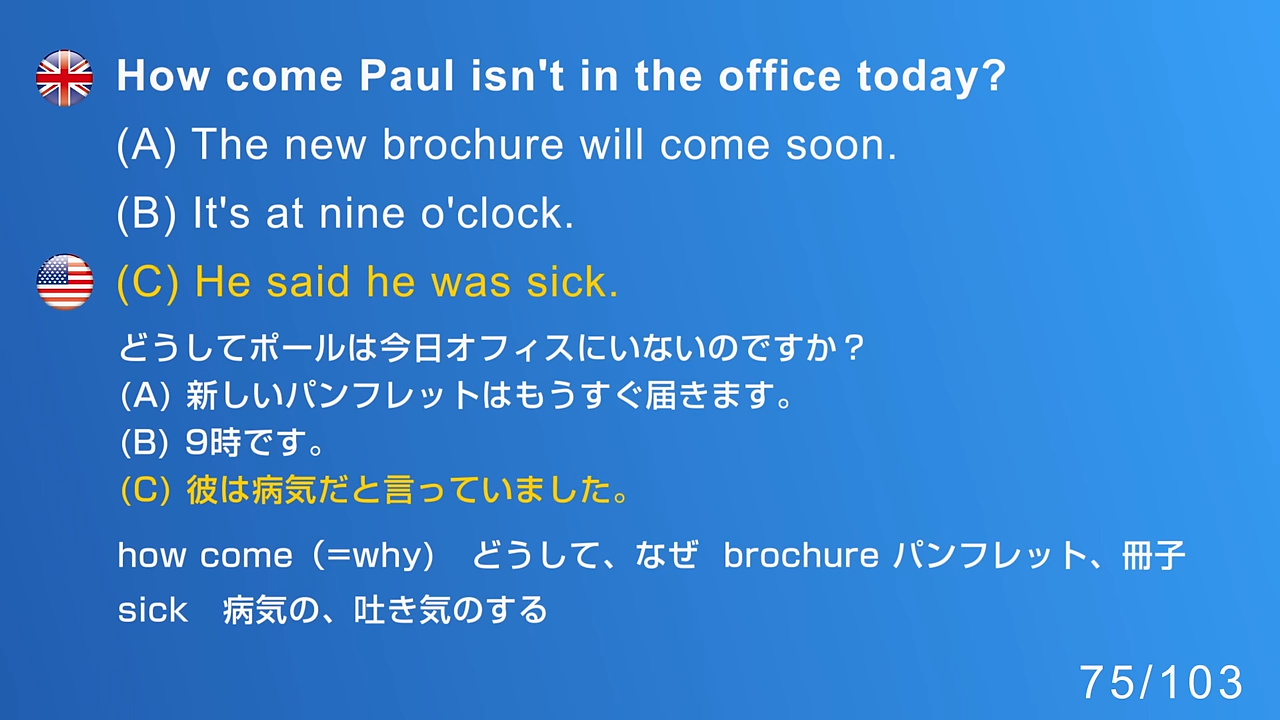 How come Paul isn't in the office today?
(A) The new brochure will come soon.
(B) It's at nine o'clock.
(C) He said he was sick.
どうしてポールは今日オフィスにいないのですか？
(A) 新しいパンフレットはもうすぐ届きます。
(B) 9時です。
(C) 彼は病気だと言っていました。
how come（=why） どうして、なぜ brochure パンフレット、冊子
sick 病気の、吐き気のする
75/103